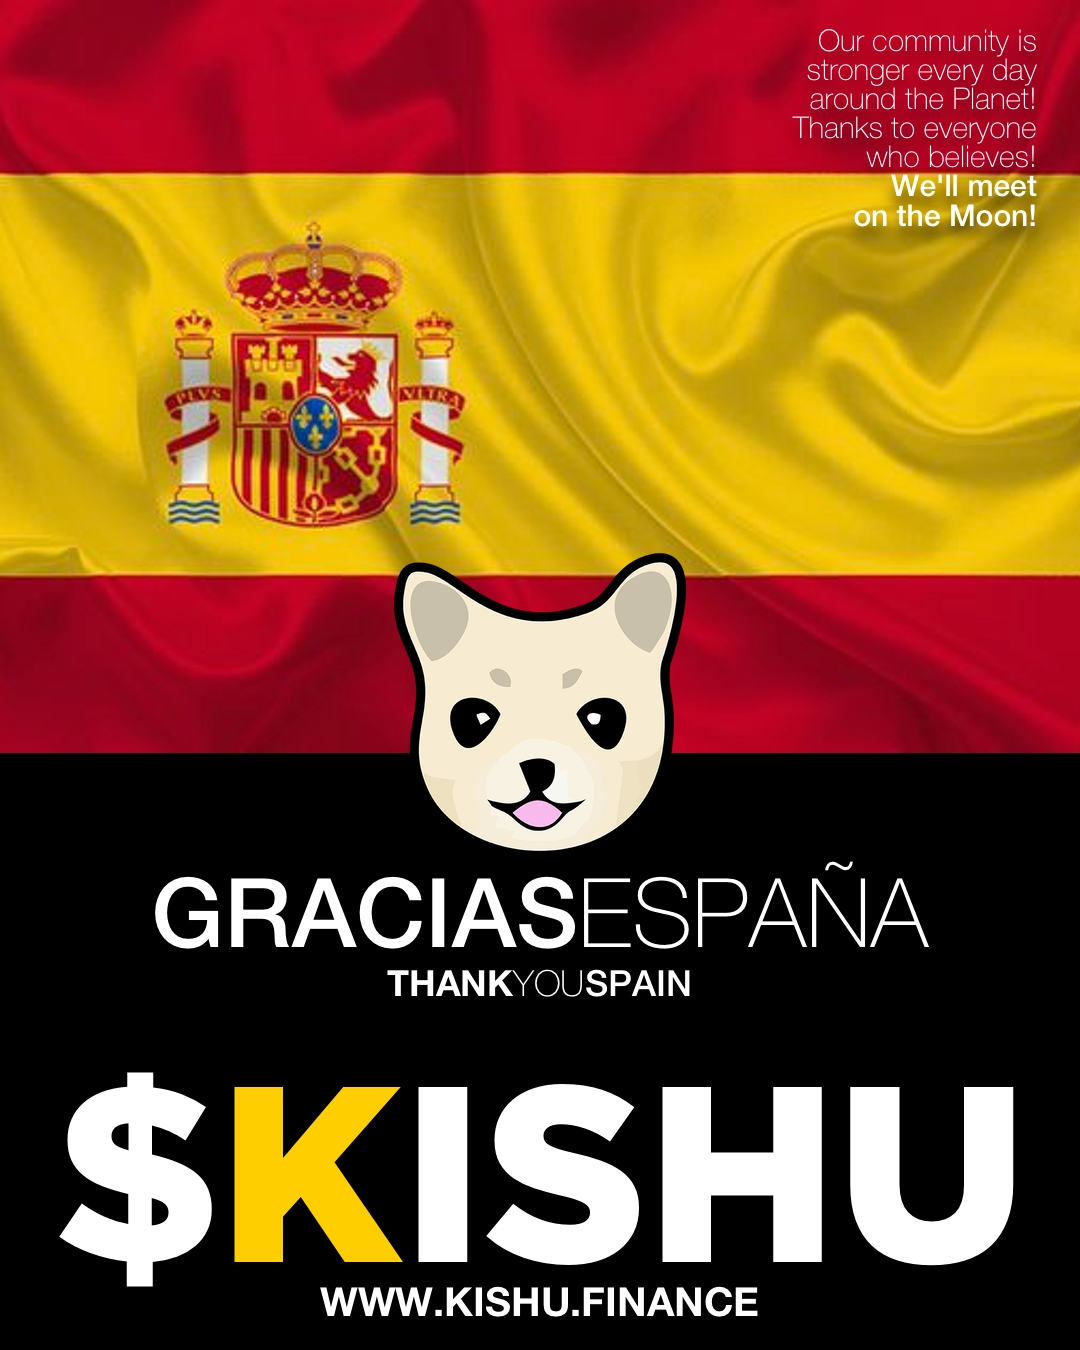 Our community is
stronger every day
around the Planet!
Thanks to everyone
who believes!
We'll meet
on the Moon!
PLVS
VLTRA
GRACIASESPAÑA
THANKYOUSPAIN
$KISHU
WWW.KISHU.FINANCE